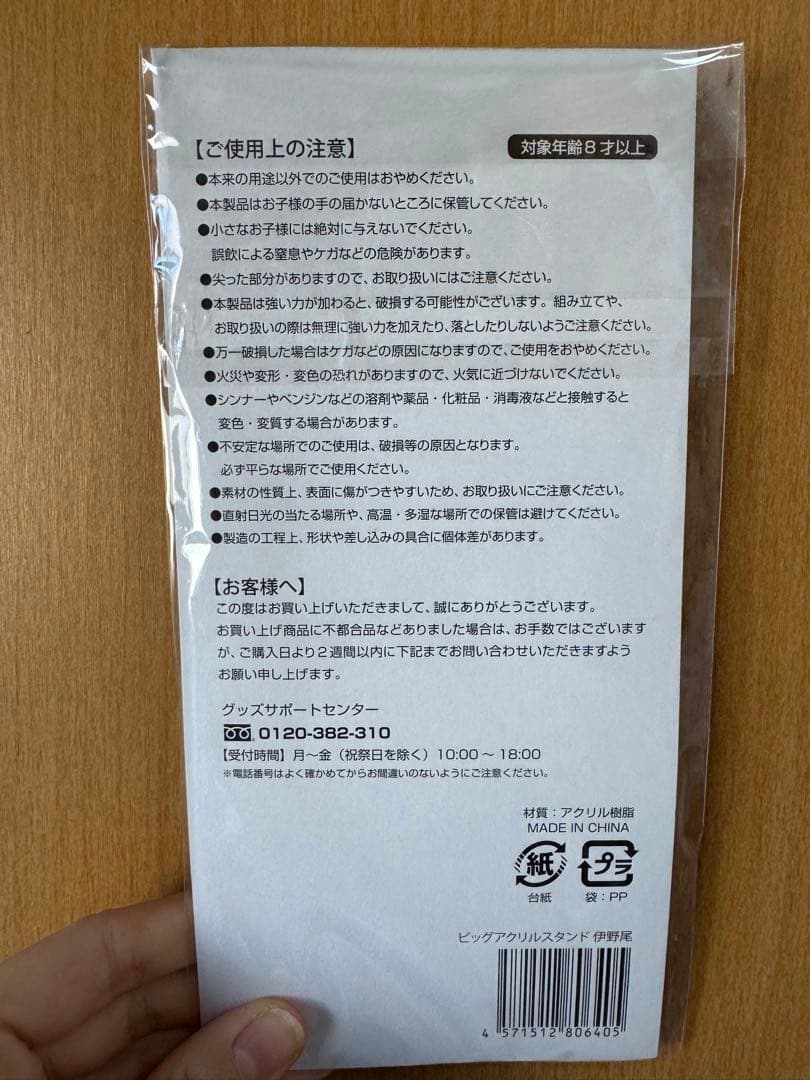 【ご使用上の注意】
対象年齢8才以上
●本来の用途以外でのご使用はおやめください。
●本製品はお子様の手の届かないところに保管してください。
●小さなお子様には絶対に与えないでください。
誤飲による窒息やケガなどの危険があります。
●尖った部分がありますので、お取り扱いにはご注意ください。
●本製品は強い力が加わると、破損する可能性がございます。組み立てや、
お取り扱いの際は無理に強い力を加えたり、落としたりしないようご注意ください。
●万一破損した場合はケガなどの原因になりますので、ご使用をおやめください。
●火災や変形・変色の恐れがありますので、火気に近づけないでください。
●シンナーやベンジンなどの溶剤や薬品・化粧品・消毒液などと接触すると
変色・変質する場合があります。
●不安定な場所でのご使用は、破損等の原因となります。
必ず平らな場所でご使用ください。
●素材の性質上、表面に傷がつきやすいため、お取り扱いにご注意ください。
●直射日光の当たる場所や、高温・多湿な場所での保管は避けてください。
●製造の工程上、形状や差し込みの具合に個体差があります。
【お客様へ】
この度はお買い上げいただきまして、誠にありがとうございます。
お買い上げ商品に不都合品などありました場合は、お手数ではございます
が、ご購入日より2週間以内に下記までお問い合わせいただきますよう
お願い申し上げます。
グッズサポートセンター
0120-382-310
【受付時間】月〜金（祝祭日を除く）10:00〜18:00
※電話番号はよく確かめてからお間違いのないようにご注意ください。
材質：アクリル樹脂
MADE IN CHINA
紙 プラ
台紙 袋：PP
ビッグアクリルスタンド 伊野尾
4 571512 806405